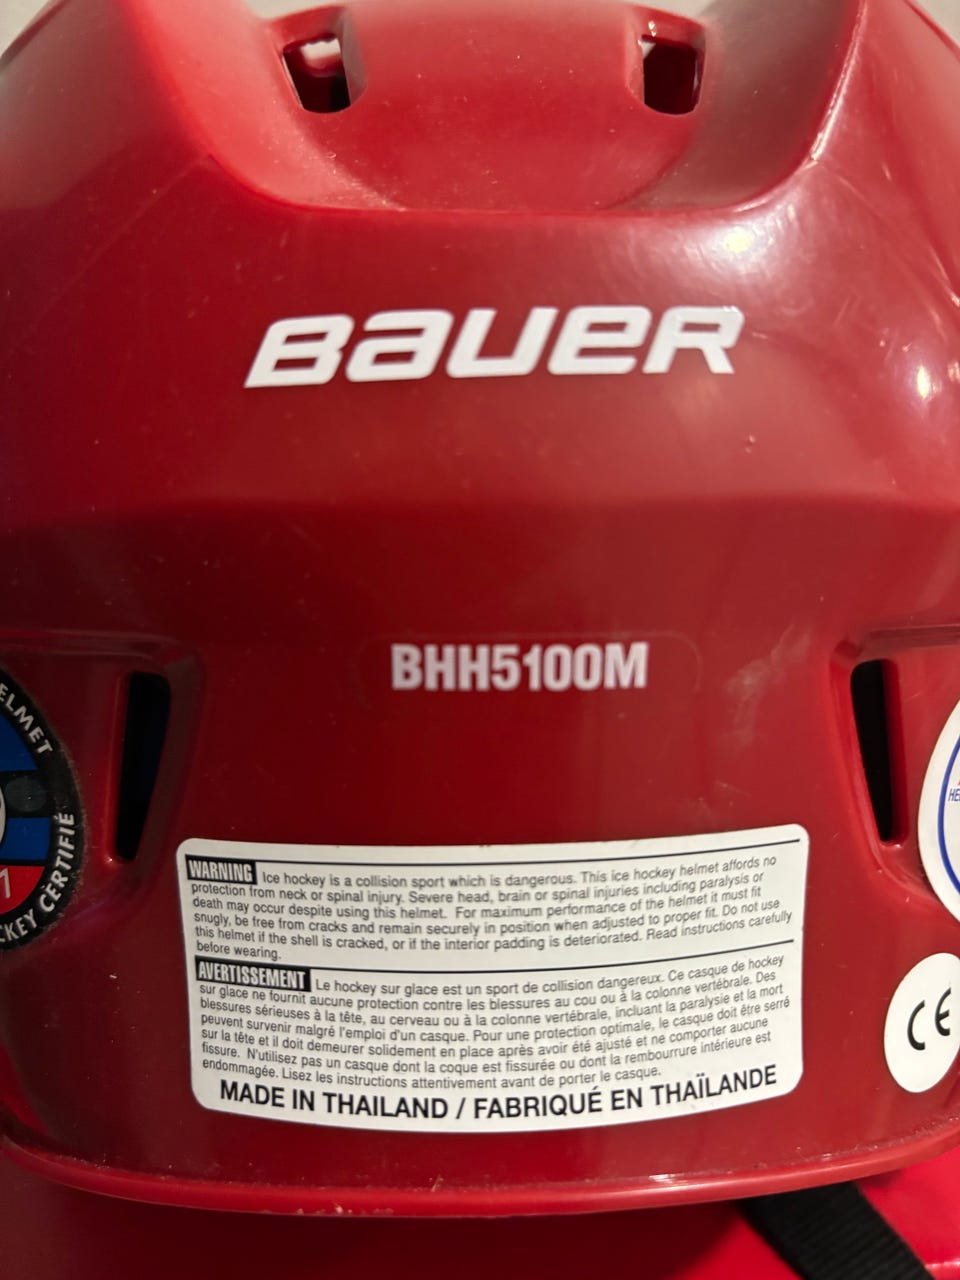 BAUER
BHH5100M
ELMET
CKEY CERTIFIÉ
WARNING Ice hockey is a collision sport which is dangerous. This ice hockey helmet affords no
protection from neck or spinal injury. Severe head, brain or spinal injuries including paralysis or
death may occur despite using this helmet. For maximum performance of the helmet it must fit
snugly, be free from cracks and remain securely in position when adjusted to proper fit. Do not use
this helmet if the shell is cracked, or if the interior padding is deteriorated. Read instructions carefully
before wearing.
AVERTISSEMENT Le hockey sur glace est un sport de collision dangereux. Ce casque de hockey
sur glace ne fournit aucune protection contre les blessures au cou ou à la colonne vertébrale. Des
blessures sérieuses à la tête, au cerveau ou à la colonne vertébrale, incluant la paralysie et la mort
peuvent survenir malgré l'emploi d'un casque. Pour une protection optimale, le casque doit être serré
sur la tête et il doit demeurer solidement en place après avoir été ajusté et ne comporter aucune
fissure. N'utilisez pas un casque dont la coque est fissurée ou dont la rembourrure intérieure est
endommagée. Lisez les instructions attentivement avant de porter le casque.
MADE IN THAILAND / FABRIQUÉ EN THAÏLANDE
CE